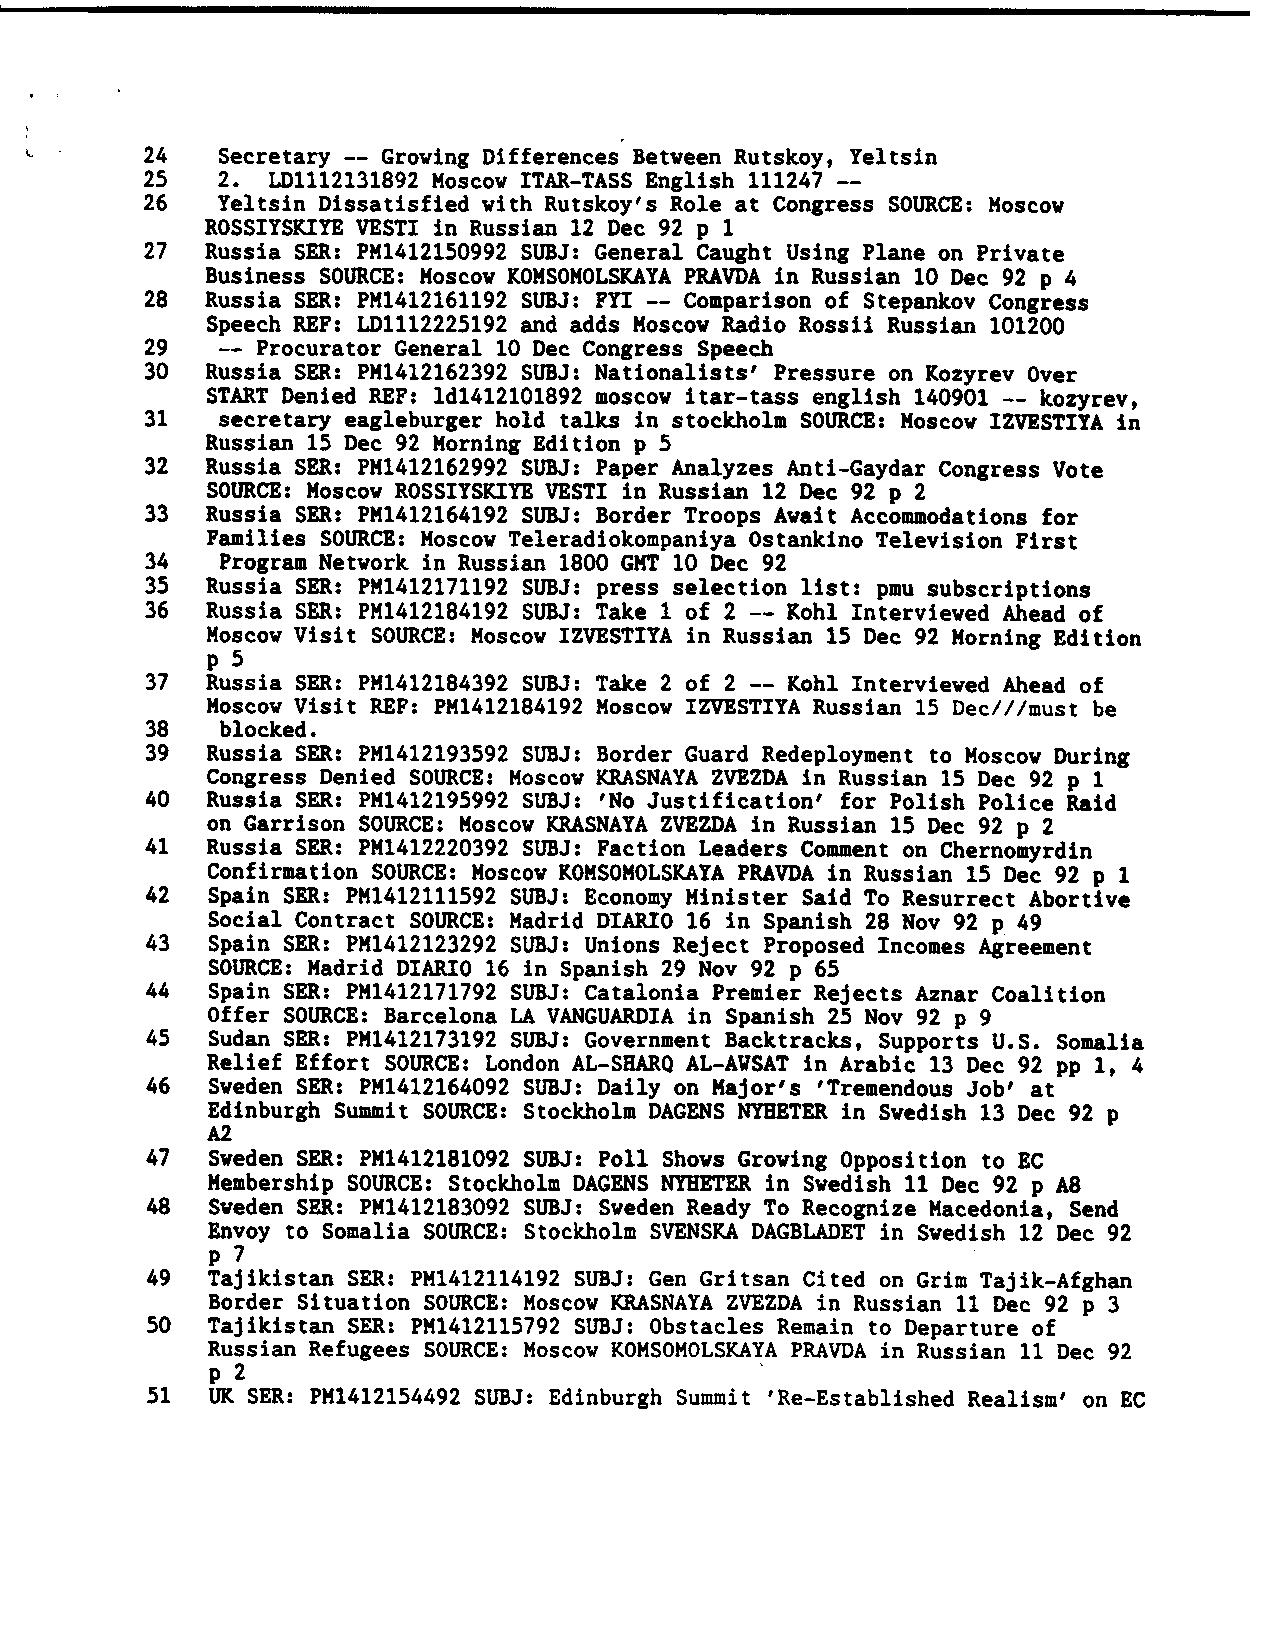 24 Secretary -- Growing Differences Between Rutskoy, Yeltsin
25 2. LD1112131892 Moscow ITAR-TASS English 111247 --
26 Yeltsin Dissatisfied with Rutskoy's Role at Congress SOURCE: Moscow
ROSSIYSKIYE VESTI in Russian 12 Dec 92 p 1
27 Russia SER: PM1412150992 SUBJ: General Caught Using Plane on Private
Business SOURCE: Moscow KOMSOMOLSKAYA PRAVDA in Russian 10 Dec 92 p 4
28 Russia SER: PM1412161192 SUBJ: FYI -- Comparison of Stepankov Congress
Speech REF: LD1112225192 and adds Moscow Radio Rossii Russian 101200
29 -- Procurator General 10 Dec Congress Speech
30 Russia SER: PM1412162392 SUBJ: Nationalists' Pressure on Kozyrev Over
START Denied REF: ld1412101892 moscow itar-tass english 140901 -- kozyrev,
31 secretary eagleburger hold talks in stockholm SOURCE: Moscow IZVESTIYA in
Russian 15 Dec 92 Morning Edition p 5
32 Russia SER: PM1412162992 SUBJ: Paper Analyzes Anti-Gaydar Congress Vote
SOURCE: Moscow ROSSIYSKIYE VESTI in Russian 12 Dec 92 p 2
33 Russia SER: PM1412164192 SUBJ: Border Troops Await Accommodations for
Families SOURCE: Moscow Teleradiokompaniya Ostankino Television First
34 Program Network in Russian 1800 GMT 10 Dec 92
35 Russia SER: PM1412171192 SUBJ: press selection list: pmu subscriptions
36 Russia SER: PM1412184192 SUBJ: Take 1 of 2 -- Kohl Interviewed Ahead of
Moscow Visit SOURCE: Moscow IZVESTIYA in Russian 15 Dec 92 Morning Edition
p 5
37 Russia SER: PM1412184392 SUBJ: Take 2 of 2 -- Kohl Interviewed Ahead of
Moscow Visit REF: PM1412184192 Moscow IZVESTIYA Russian 15 Dec///must be
38 blocked.
39 Russia SER: PM1412193592 SUBJ: Border Guard Redeployment to Moscow During
Congress Denied SOURCE: Moscow KRASNAYA ZVEZDA in Russian 15 Dec 92 p 1
40 Russia SER: PM1412195992 SUBJ: 'No Justification' for Polish Police Raid
on Garrison SOURCE: Moscow KRASNAYA ZVEZDA in Russian 15 Dec 92 p 2
41 Russia SER: PM1412220392 SUBJ: Faction Leaders Comment on Chernomyrdin
Confirmation SOURCE: Moscow KOMSOMOLSKAYA PRAVDA in Russian 15 Dec 92 p 1
42 Spain SER: PM1412111592 SUBJ: Economy Minister Said To Resurrect Abortive
Social Contract SOURCE: Madrid DIARIO 16 in Spanish 28 Nov 92 p 49
43 Spain SER: PM1412123292 SUBJ: Unions Reject Proposed Incomes Agreement
SOURCE: Madrid DIARIO 16 in Spanish 29 Nov 92 p 65
44 Spain SER: PM1412171792 SUBJ: Catalonia Premier Rejects Aznar Coalition
Offer SOURCE: Barcelona LA VANGUARDIA in Spanish 25 Nov 92 p 9
45 Sudan SER: PM1412173192 SUBJ: Government Backtracks, Supports U.S. Somalia
Relief Effort SOURCE: London AL-SHARQ AL-AWSAT in Arabic 13 Dec 92 pp 1, 4
46 Sweden SER: PM1412164092 SUBJ: Daily on Major's 'Tremendous Job' at
Edinburgh Summit SOURCE: Stockholm DAGENS NYHETER in Swedish 13 Dec 92 p
A2
47 Sweden SER: PM1412181092 SUBJ: Poll Shows Growing Opposition to EC
Membership SOURCE: Stockholm DAGENS NYHETER in Swedish 11 Dec 92 p A8
48 Sweden SER: PM1412183092 SUBJ: Sweden Ready To Recognize Macedonia, Send
Envoy to Somalia SOURCE: Stockholm SVENSKA DAGBLADET in Swedish 12 Dec 92
p 7
49 Tajikistan SER: PM1412114192 SUBJ: Gen Gritsan Cited on Grim Tajik-Afghan
Border Situation SOURCE: Moscow KRASNAYA ZVEZDA in Russian 11 Dec 92 p 3
50 Tajikistan SER: PM1412115792 SUBJ: Obstacles Remain to Departure of
Russian Refugees SOURCE: Moscow KOMSOMOLSKAYA PRAVDA in Russian 11 Dec 92
p 2
51 UK SER: PM1412154492 SUBJ: Edinburgh Summit 'Re-Established Realism' on EC